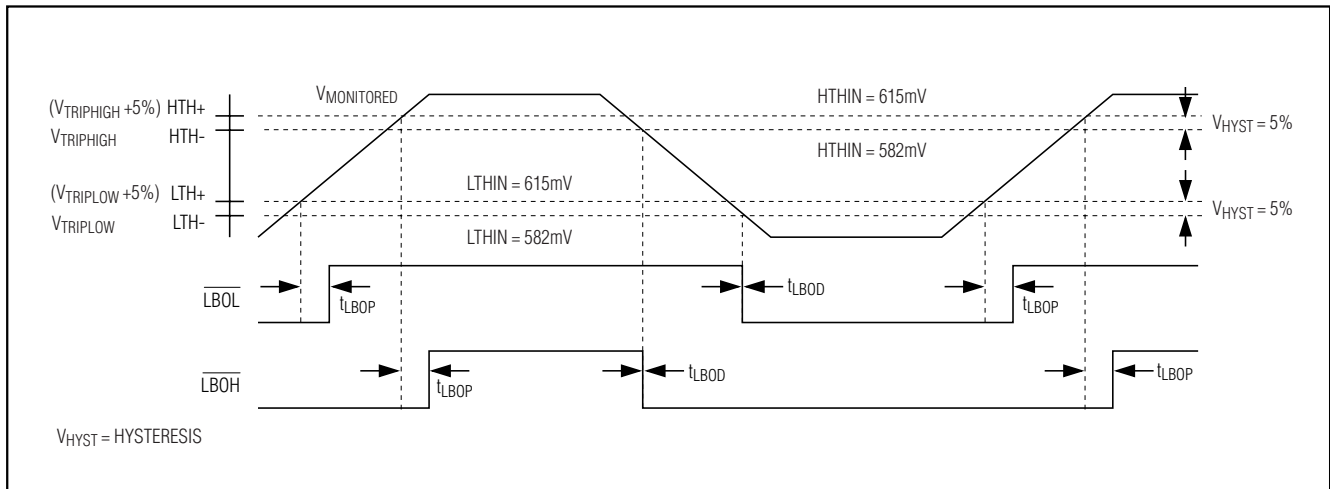 VMONITORED
(VTRIPHIGH +5%) HTH+
HTHIN = 615mV
VTRIPHIGH HTH-
HTHIN = 582mV
VHYST = 5%
(VTRIPLOW +5%) LTH+
LTHIN = 615mV
VTRIPLOW LTH-
LTHIN = 582mV
VHYST = 5%
LBOL
tLBOP
tLBOD
tLBOP
LBOH
tLBOP
tLBOD
tLBOP
VHYST = HYSTERESIS